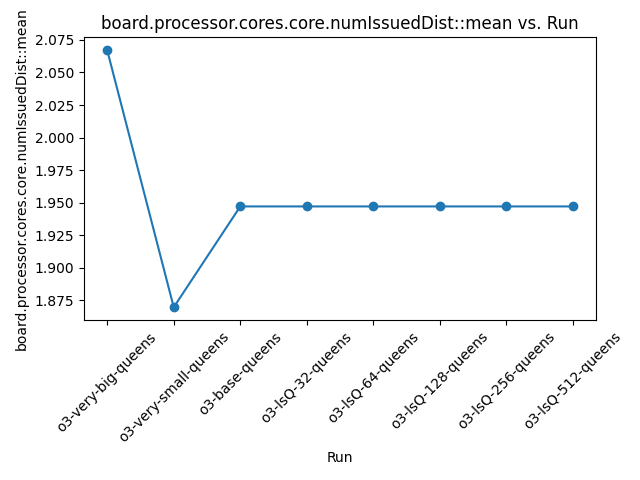 board.processor.cores.core.numIssuedDist::mean vs. Run
board.processor.cores.core.numIssuedDist::mean
2.075
2.050
2.025
2.000
1.975
1.950
1.925
1.900
1.875
o3-very-big-queens
o3-very-small-queens
o3-base-queens
o3-lsQ-32-queens
o3-lsQ-64-queens
o3-lsQ-128-queens
o3-lsQ-256-queens
o3-lsQ-512-queens
Run